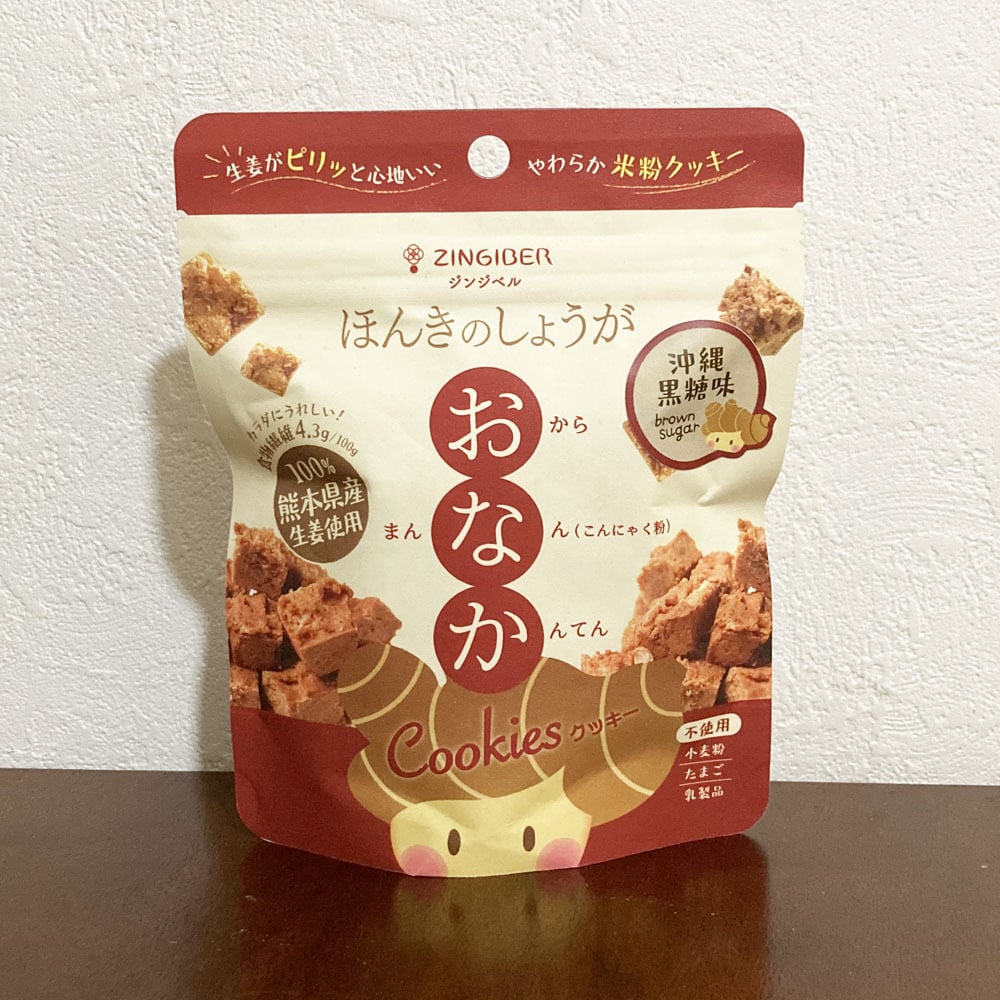 生姜がピリッと心地いい
やわらか 米粉クッキー
ZINGIBER
ジンジベル
ほんきのしょうが
沖縄
黒糖味
brown
sugar
カラダにうれしい!
食物繊維4.3g/100g
100%
熊本県産
生姜使用
おから
まんなん(こんにゃく粉)
かんてん
Cookies クッキー
不使用
小麦粉
たまご
乳製品